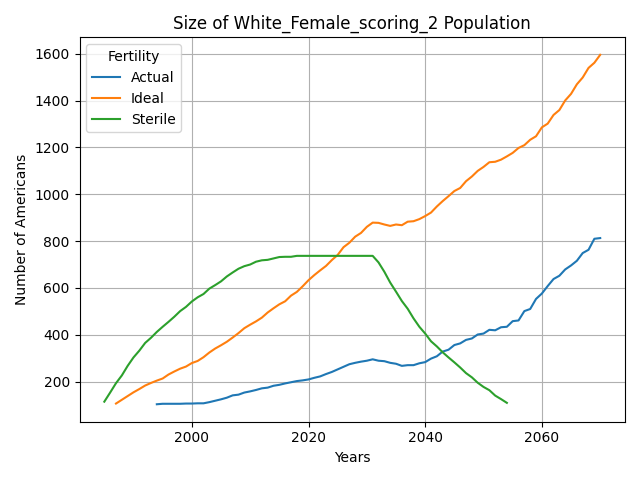 Size of White_Female_scoring_2 Population
Fertility
Actual
Ideal
Sterile
Number of Americans
1600
1400
1200
1000
800
600
400
200
2000
2020
2040
2060
Years